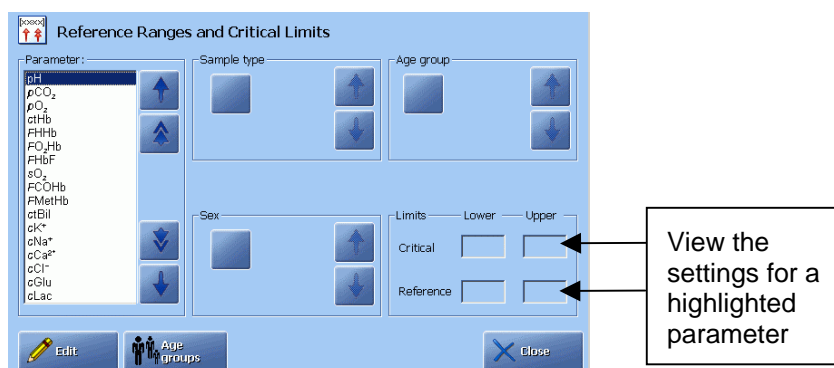 [xx-xx]
Reference Ranges and Critical Limits
Parameter:
pH
pCO₂
pO₂
ctHb
FHHb
FO₂Hb
FHbF
sO₂
FCOHb
FMetHb
ctBil
cK⁺
cNa⁺
cCa²⁺
cCl⁻
cGlu
cLac
Sample type
Age group
Sex
Limits Lower Upper
Critical
Reference
View the
settings for a
highlighted
parameter
Edit
Age
groups
Close